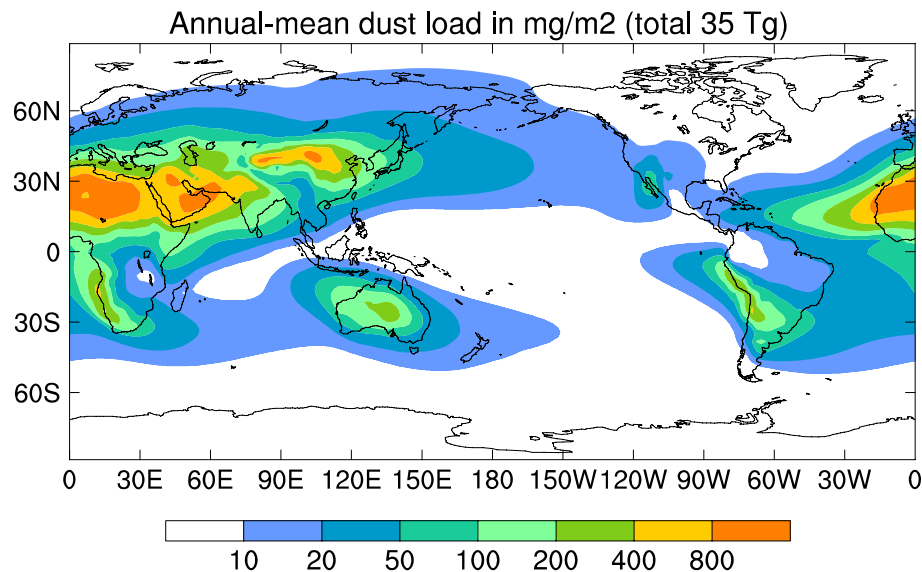 Annual-mean dust load in mg/m2 (total 35 Tg)
60N
30N
0
30S
60S
0 30E 60E 90E 120E 150E 180 150W 120W 90W 60W 30W 0
10 20 50 100 200 400 800